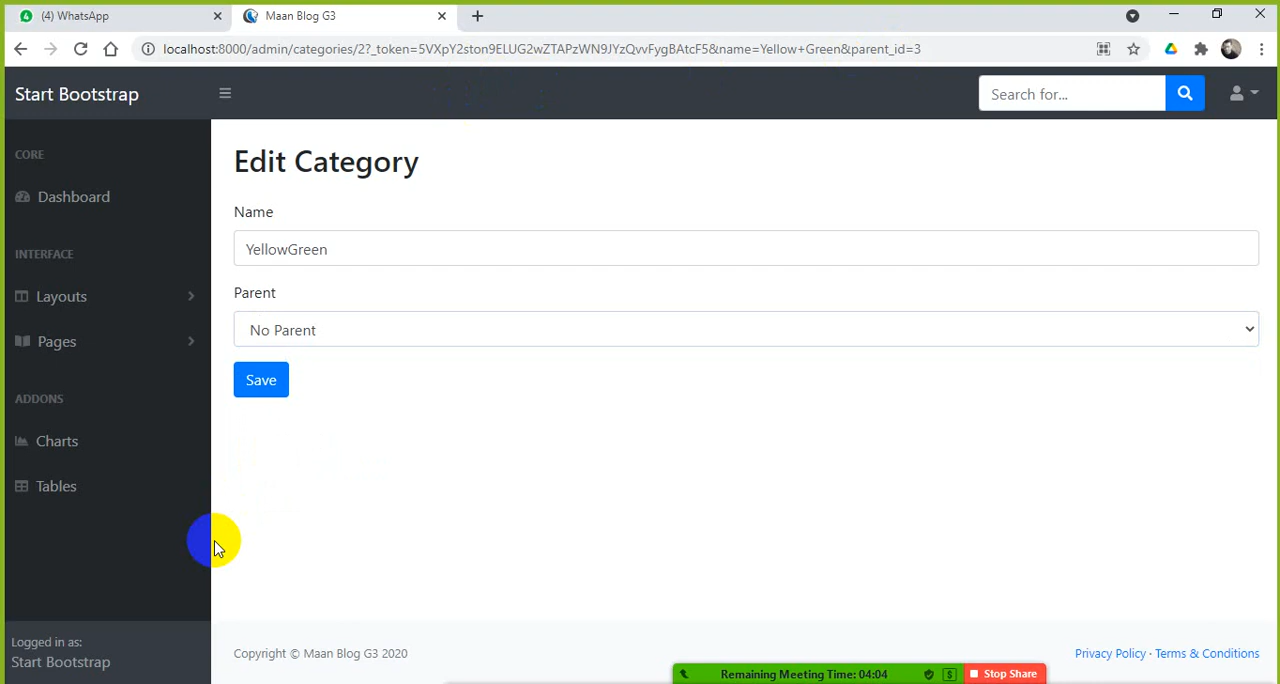 (4) WhatsApp
Maan Blog G3
localhost:8000/admin/categories/2?_token=5VXpY2ston9ELUG2wZTAPzWN9JYzQvvFygBAtcF5&name=Yellow+Green&parent_id=3
Start Bootstrap
Search for...
CORE
Dashboard
INTERFACE
Layouts
Pages
ADDONS
Charts
Tables
Logged in as:
Start Bootstrap
Edit Category
Name
YellowGreen
Parent
No Parent
Save
Copyright © Maan Blog G3 2020
Privacy Policy · Terms & Conditions
Remaining Meeting Time: 04:04
Stop Share